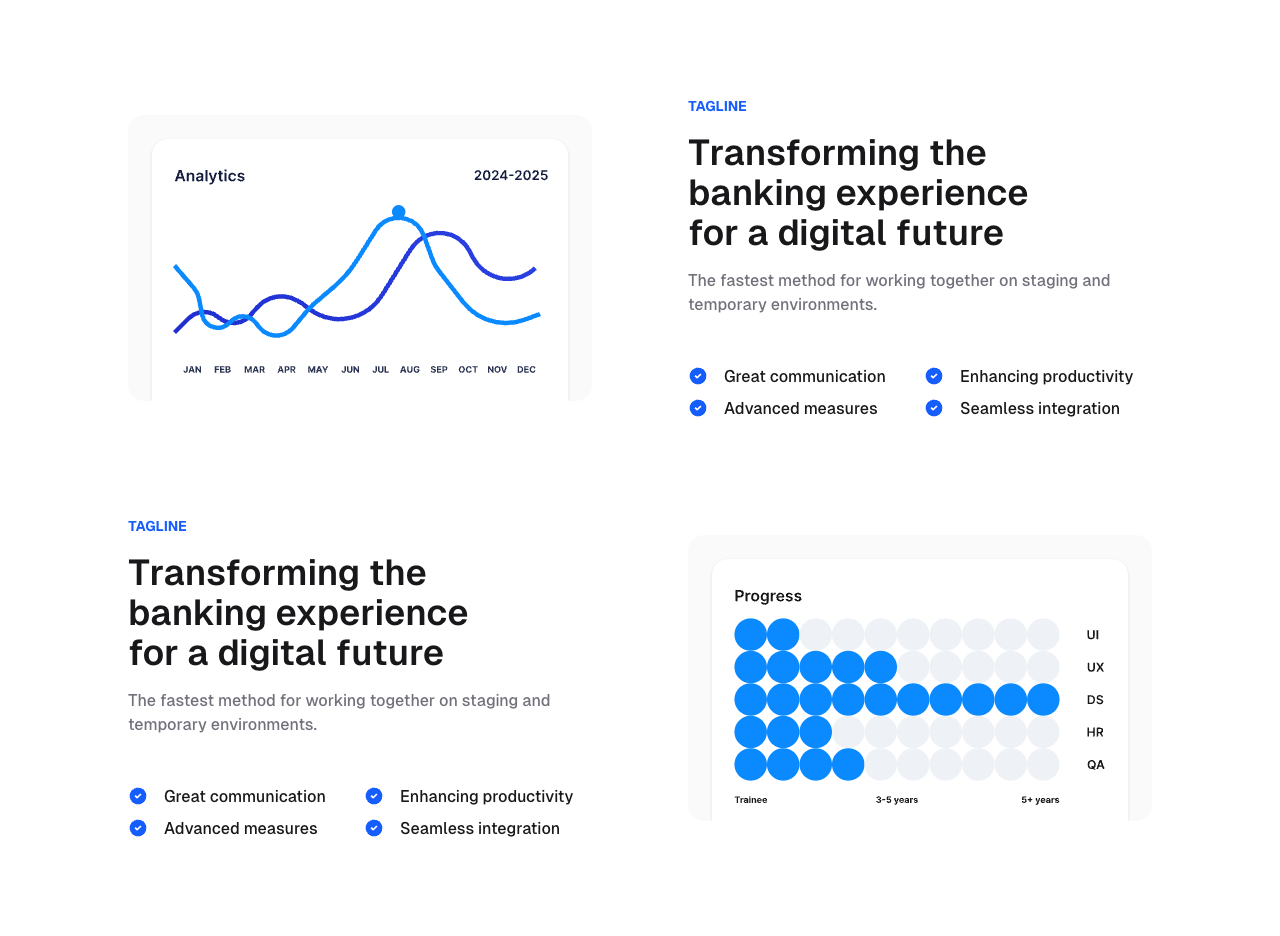 Analytics 2024-2025
JAN FEB MAR APR MAY JUN JUL AUG SEP OCT NOV DEC
TAGLINE
Transforming the
banking experience
for a digital future
The fastest method for working together on staging and
temporary environments.
Great communication
Enhancing productivity
Advanced measures
Seamless integration
TAGLINE
Transforming the
banking experience
for a digital future
The fastest method for working together on staging and
temporary environments.
Great communication
Enhancing productivity
Advanced measures
Seamless integration
Progress
UI
UX
DS
HR
QA
Trainee 3-5 years 5+ years